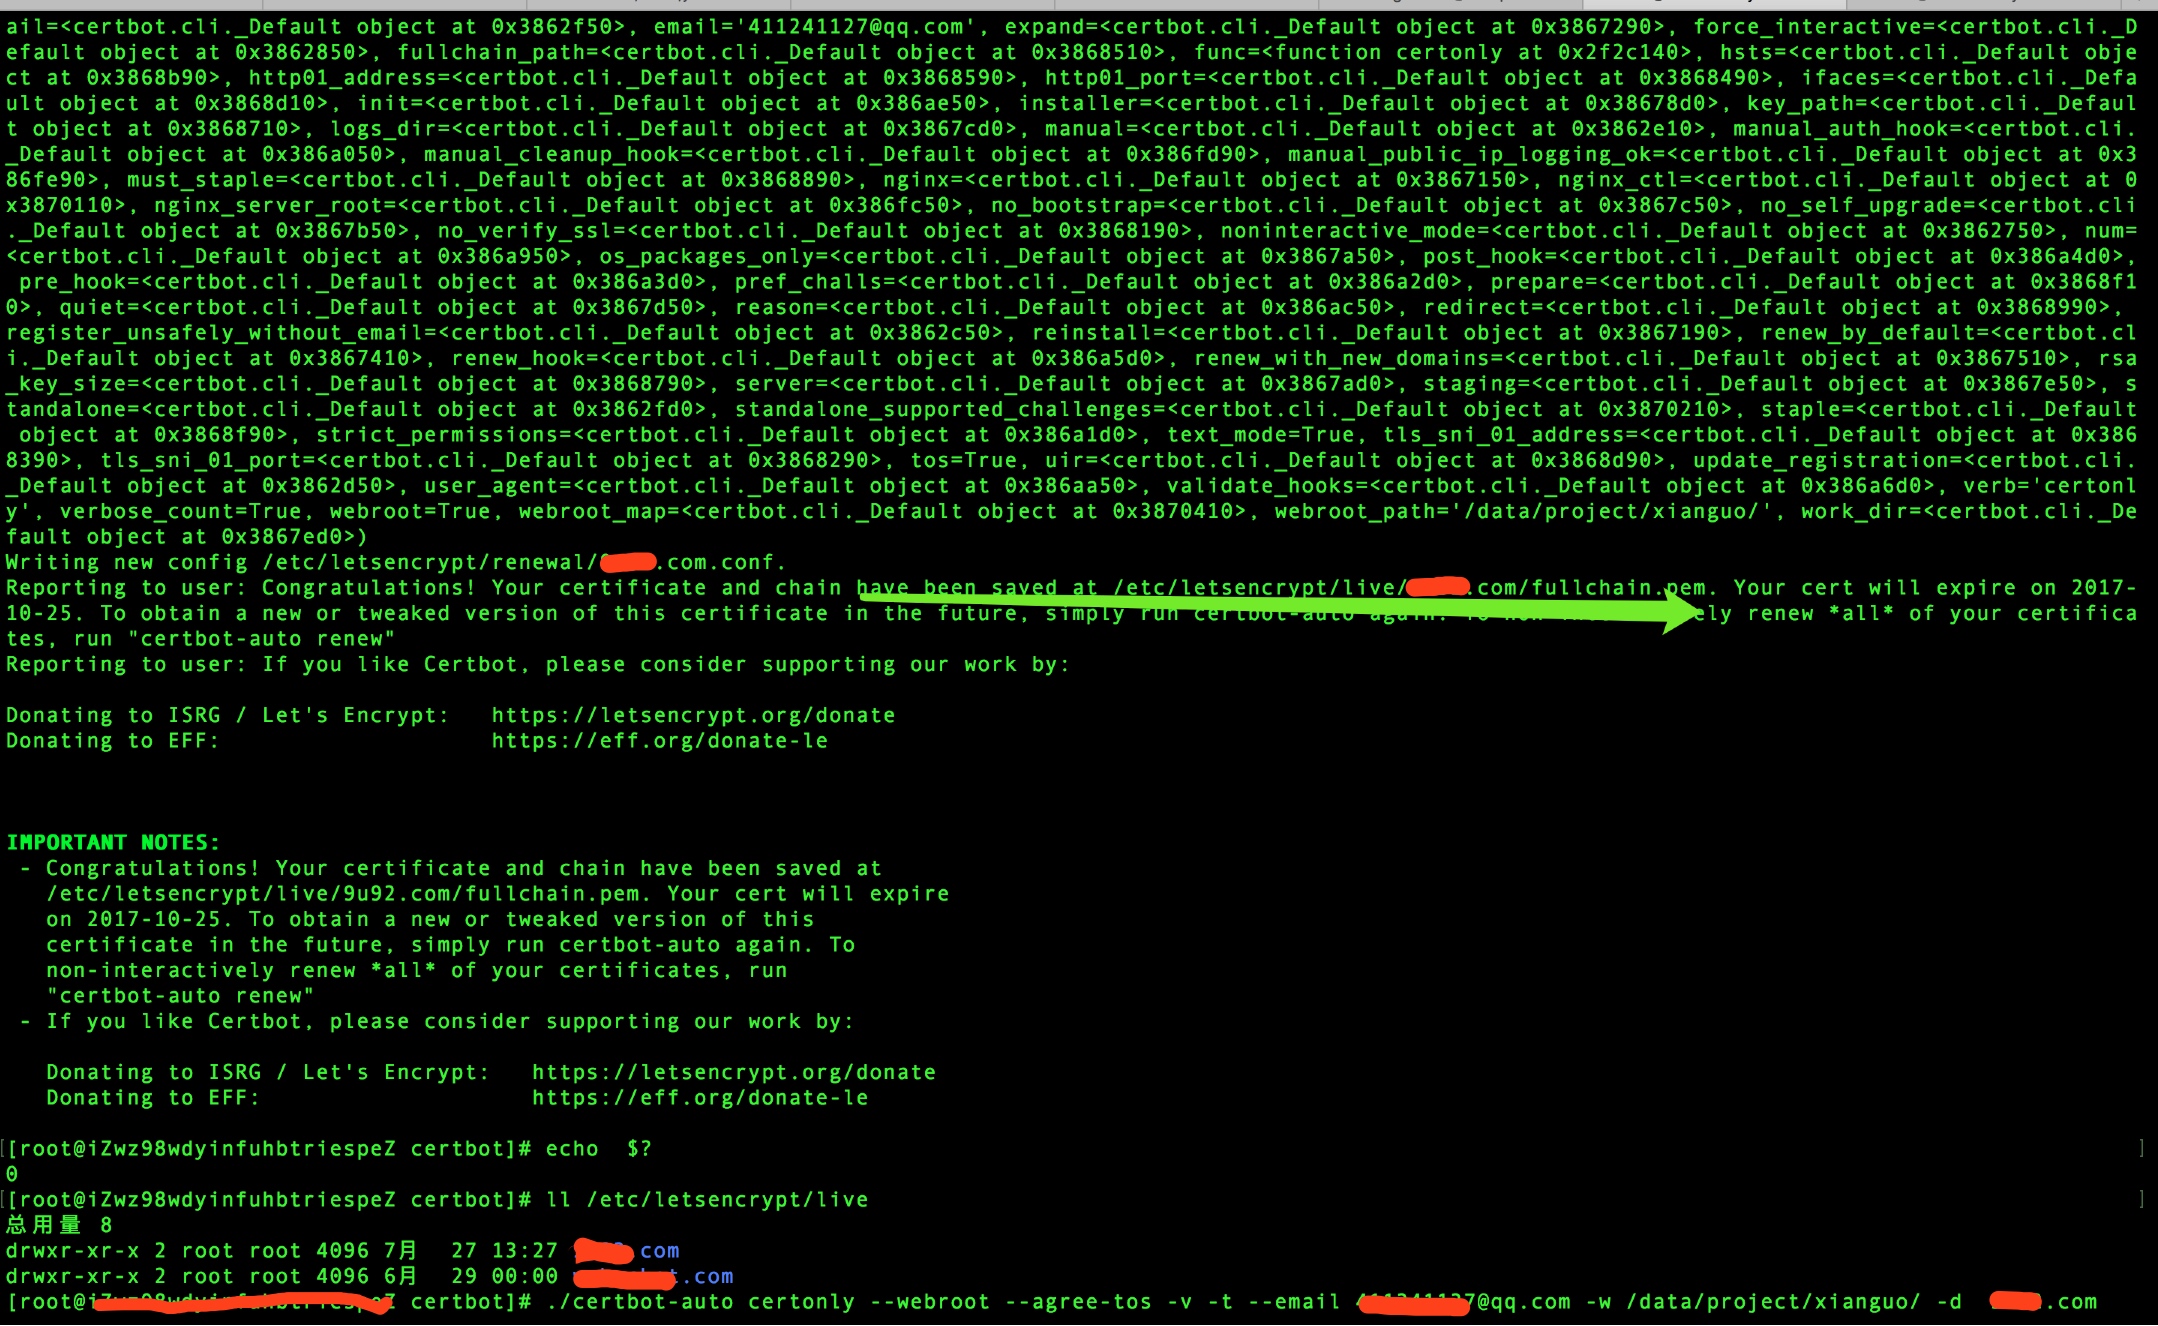 ail=<certbot.cli._Default object at 0x3862f50>, email='411241127@qq.com', expand=<certbot.cli._Default object at 0x3867290>, force_interactive=<certbot.cli._D
efault object at 0x3862850>, fullchain_path=<certbot.cli._Default object at 0x3868510>, func=<function certonly at 0x2f2c140>, hsts=<certbot.cli._Default obje
ct at 0x3868b90>, http01_address=<certbot.cli._Default object at 0x3868590>, http01_port=<certbot.cli._Default object at 0x3868490>, ifaces=<certbot.cli._Defa
ult object at 0x3868d10>, init=<certbot.cli._Default object at 0x386ae50>, installer=<certbot.cli._Default object at 0x38678d0>, key_path=<certbot.cli._Defaul
t object at 0x3868710>, logs_dir=<certbot.cli._Default object at 0x3867cd0>, manual=<certbot.cli._Default object at 0x3862e10>, manual_auth_hook=<certbot.cli.
_Default object at 0x386a050>, manual_cleanup_hook=<certbot.cli._Default object at 0x386fd90>, manual_public_ip_logging_ok=<certbot.cli._Default object at 0x3
86fe90>, must_staple=<certbot.cli._Default object at 0x3868890>, nginx=<certbot.cli._Default object at 0x3867150>, nginx_ctl=<certbot.cli._Default object at 0
x3870110>, nginx_server_root=<certbot.cli._Default object at 0x386fc50>, no_bootstrap=<certbot.cli._Default object at 0x3867c50>, no_self_upgrade=<certbot.cli
._Default object at 0x3867b50>, no_verify_ssl=<certbot.cli._Default object at 0x3868190>, noninteractive_mode=<certbot.cli._Default object at 0x3862750>, num=
<certbot.cli._Default object at 0x386a950>, os_packages_only=<certbot.cli._Default object at 0x3867a50>, post_hook=<certbot.cli._Default object at 0x386a4d0>,
 pre_hook=<certbot.cli._Default object at 0x386a3d0>, pref_challs=<certbot.cli._Default object at 0x386a2d0>, prepare=<certbot.cli._Default object at 0x3868f1
0>, quiet=<certbot.cli._Default object at 0x3867d50>, reason=<certbot.cli._Default object at 0x386ac50>, redirect=<certbot.cli._Default object at 0x3868990>,
register_unsafely_without_email=<certbot.cli._Default object at 0x3862c50>, reinstall=<certbot.cli._Default object at 0x3867190>, renew_by_default=<certbot.cl
i._Default object at 0x3867410>, renew_hook=<certbot.cli._Default object at 0x386a5d0>, renew_with_new_domains=<certbot.cli._Default object at 0x3867510>, rsa
_key_size=<certbot.cli._Default object at 0x3868790>, server=<certbot.cli._Default object at 0x3867ad0>, staging=<certbot.cli._Default object at 0x3867e50>, s
tandalone=<certbot.cli._Default object at 0x3862fd0>, standalone_supported_challenges=<certbot.cli._Default object at 0x3870210>, staple=<certbot.cli._Default
 object at 0x3868f90>, strict_permissions=<certbot.cli._Default object at 0x386a1d0>, text_mode=True, tls_sni_01_address=<certbot.cli._Default object at 0x386
8390>, tls_sni_01_port=<certbot.cli._Default object at 0x3868290>, tos=True, uir=<certbot.cli._Default object at 0x3868d90>, update_registration=<certbot.cli.
_Default object at 0x3862d50>, user_agent=<certbot.cli._Default object at 0x386aa50>, validate_hooks=<certbot.cli._Default object at 0x386a6d0>, verb='certonl
y', verbose_count=True, webroot=True, webroot_map=<certbot.cli._Default object at 0x3870410>, webroot_path='/data/project/xianguo/', work_dir=<certbot.cli._De
fault object at 0x3867ed0>)
Writing new config /etc/letsencrypt/renewal/ .com.conf.
Reporting to user: Congratulations! Your certificate and chain have been saved at /etc/letsencrypt/live/ .com/fullchain.pem. Your cert will expire on 2017-
10-25. To obtain a new or tweaked version of this certificate in the future, simply run certbot-auto again. ely renew *all* of your certifica
tes, run "certbot-auto renew"
Reporting to user: If you like Certbot, please consider supporting our work by:
Donating to ISRG / Let's Encrypt: https://letsencrypt.org/donate
Donating to EFF: https://eff.org/donate-le
IMPORTANT NOTES:
 - Congratulations! Your certificate and chain have been saved at
/etc/letsencrypt/live/9u92.com/fullchain.pem. Your cert will expire
on 2017-10-25. To obtain a new or tweaked version of this
certificate in the future, simply run certbot-auto again. To
non-interactively renew *all* of your certificates, run
"certbot-auto renew"
 - If you like Certbot, please consider supporting our work by:
Donating to ISRG / Let's Encrypt: https://letsencrypt.org/donate
Donating to EFF: https://eff.org/donate-le
[[root@iZwz98wdyinfuhbtriespeZ certbot]# echo  $? ]
0
[[root@iZwz98wdyinfuhbtriespeZ certbot]# ll /etc/letsencrypt/live ]
总用量 8
drwxr-xr-x 2 root root 4096 7月  27 13:27 .com
drwxr-xr-x 2 root root 4096 6月  29 00:00 .com
[root@ certbot]# ./certbot-auto certonly --webroot --agree-tos -v -t --email @qq.com -w /data/project/xianguo/ -d .com